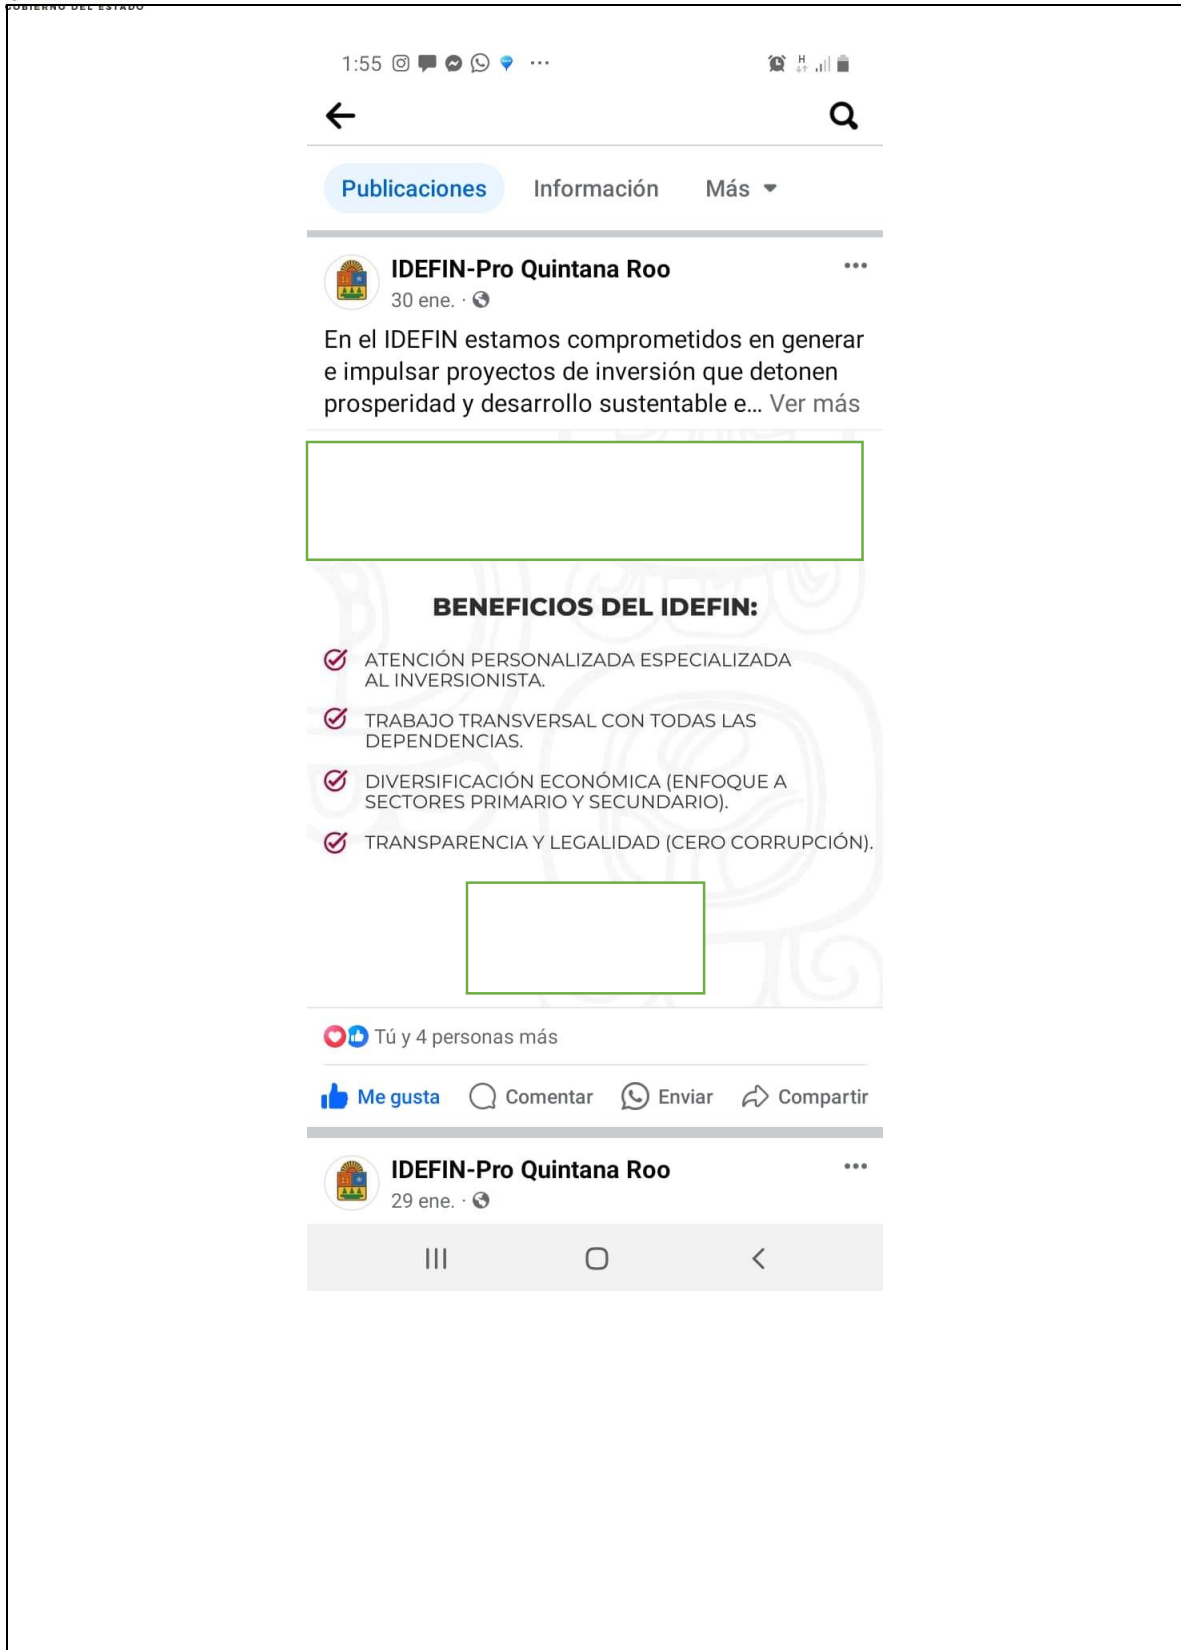 GOBIERNO DEL ESTADO
1:55
Publicaciones Información Más
IDEFIN-Pro Quintana Roo
30 ene.
En el IDEFIN estamos comprometidos en generar
e impulsar proyectos de inversión que detonen
prosperidad y desarrollo sustentable e... Ver más
BENEFICIOS DEL IDEFIN:
ATENCIÓN PERSONALIZADA ESPECIALIZADA
AL INVERSIONISTA.
TRABAJO TRANSVERSAL CON TODAS LAS
DEPENDENCIAS.
DIVERSIFICACIÓN ECONÓMICA (ENFOQUE A
SECTORES PRIMARIO Y SECUNDARIO).
TRANSPARENCIA Y LEGALIDAD (CERO CORRUPCIÓN).
Tú y 4 personas más
Me gusta Comentar Enviar Compartir
IDEFIN-Pro Quintana Roo
29 ene.